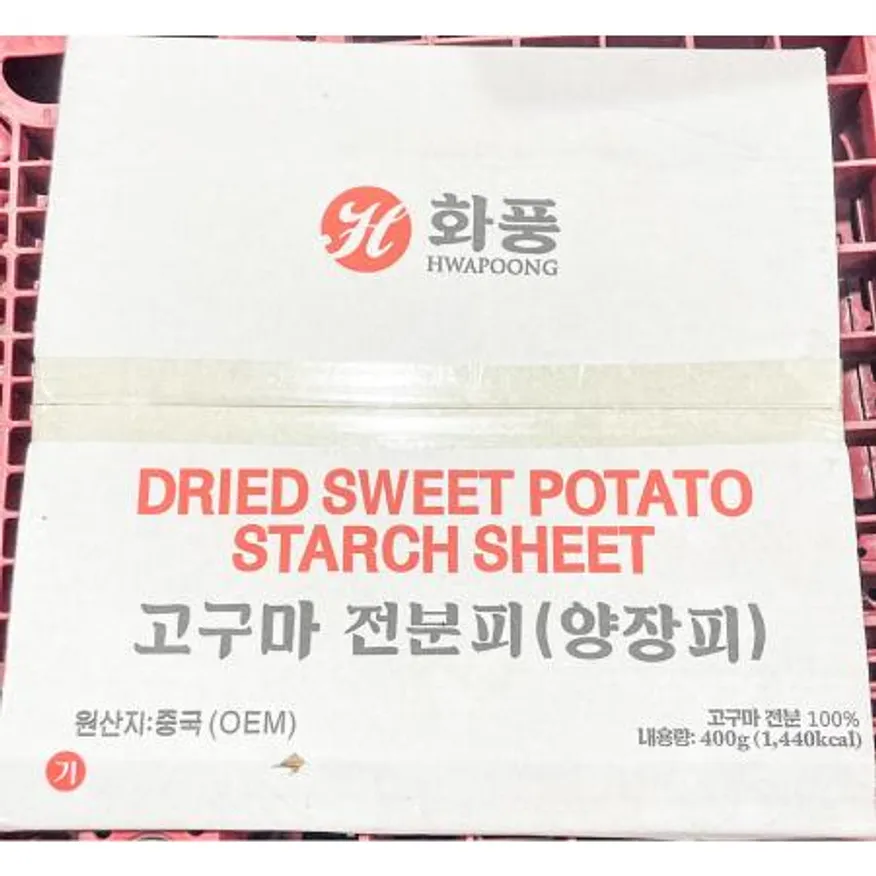 H 화풍
HWAPOONG
DRIED SWEET POTATO
STARCH SHEET
고구마 전분피(양장피)
원산지:중국(OEM)
고구마 전분 100%
내용량: 400g (1,440kcal)
기